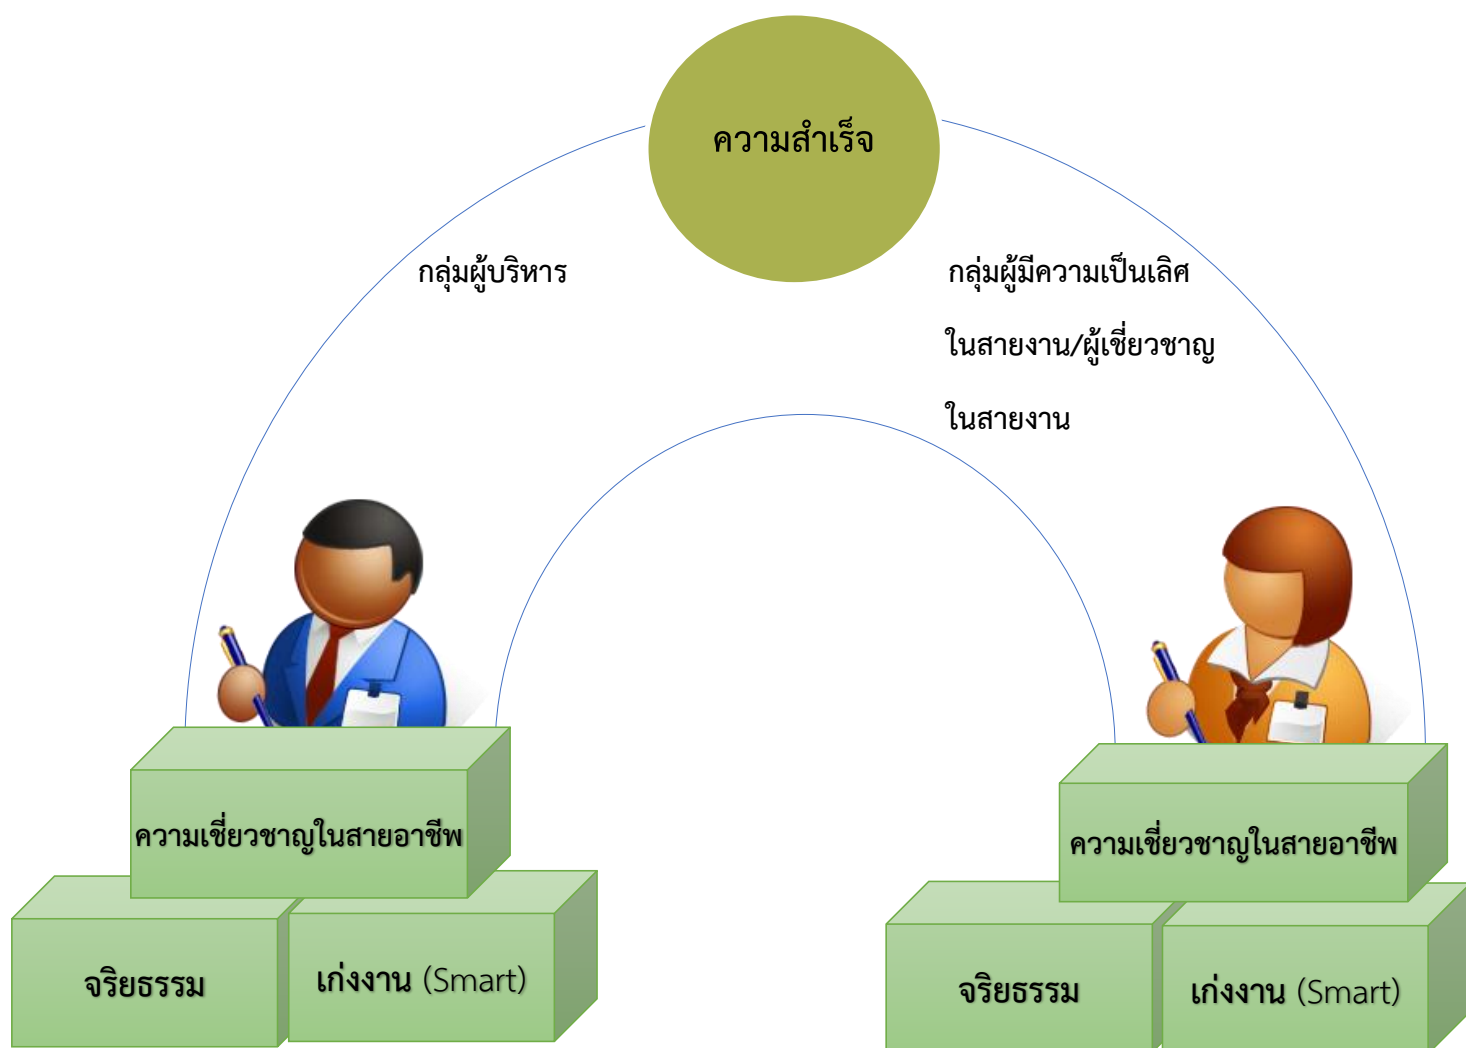 ความสำเร็จ
กลุ่มผู้บริหาร
กลุ่มผู้มีความเป็นเลิศ
ในสายงาน/ผู้เชี่ยวชาญ
ในสายงาน
ความเชี่ยวชาญในสายอาชีพ
จริยธรรม
เก่งงาน (Smart)
ความเชี่ยวชาญในสายอาชีพ
จริยธรรม
เก่งงาน (Smart)